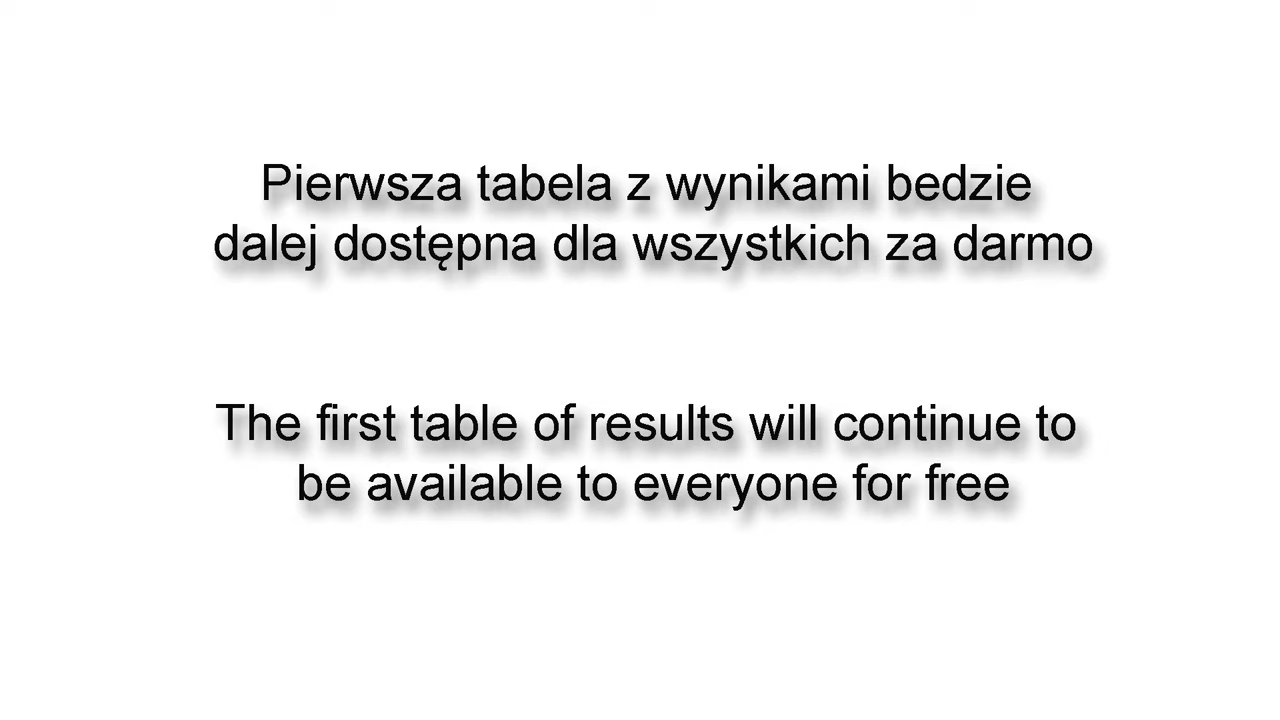 Pierwsza tabela z wynikami bedzie
dalej dostępna dla wszystkich za darmo
The first table of results will continue to
be available to everyone for free